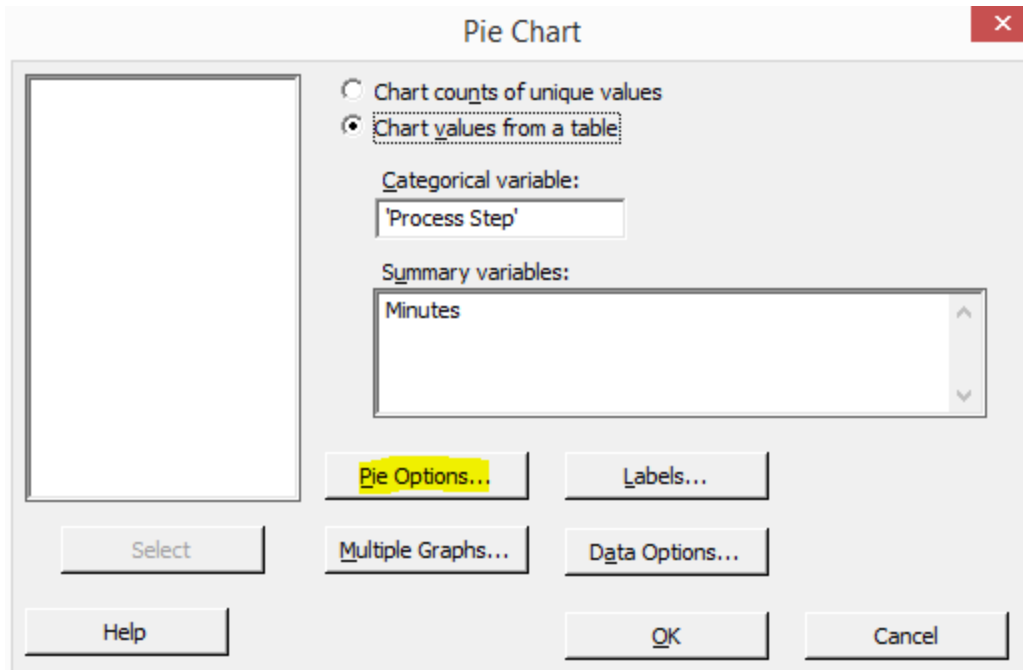 Pie Chart
Chart counts of unique values
Chart values from a table
Categorical variable:
'Process Step'
Summary variables:
Minutes
Pie Options...
Labels...
Select
Multiple Graphs...
Data Options...
Help
OK
Cancel